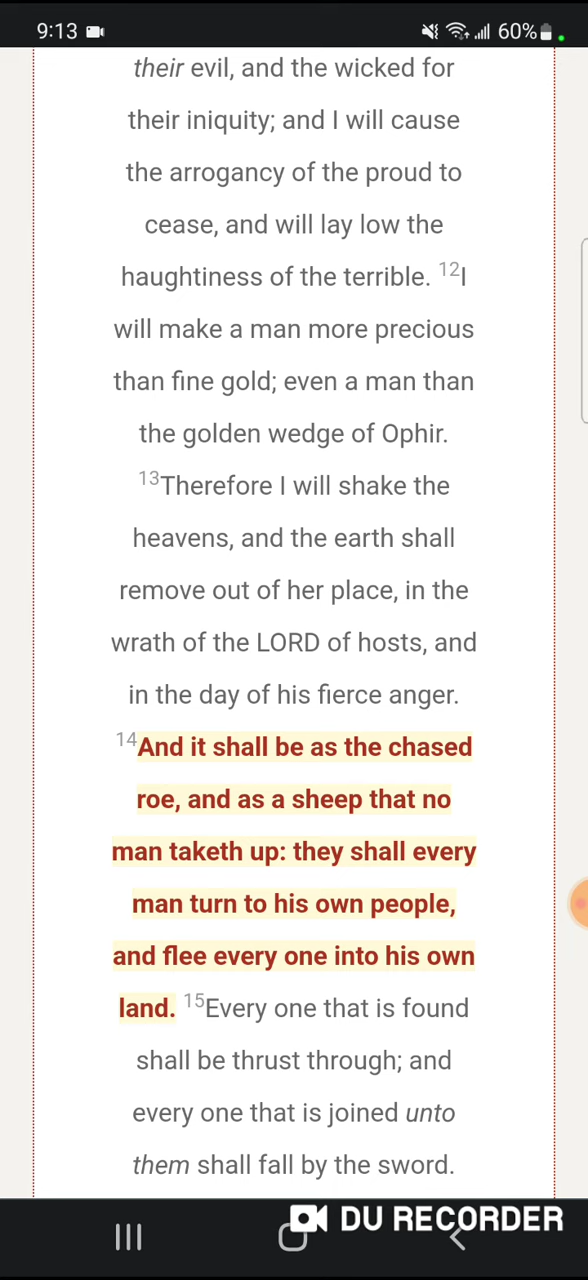 9:13 60%
their evil, and the wicked for
their iniquity; and I will cause
the arrogancy of the proud to
cease, and will lay low the
haughtiness of the terrible. 12I
will make a man more precious
than fine gold; even a man than
the golden wedge of Ophir.
13Therefore I will shake the
heavens, and the earth shall
remove out of her place, in the
wrath of the LORD of hosts, and
in the day of his fierce anger.
14And it shall be as the chased
roe, and as a sheep that no
man taketh up: they shall every
man turn to his own people,
and flee every one into his own
land. 15Every one that is found
shall be thrust through; and
every one that is joined unto
them shall fall by the sword.
DU RECORDER